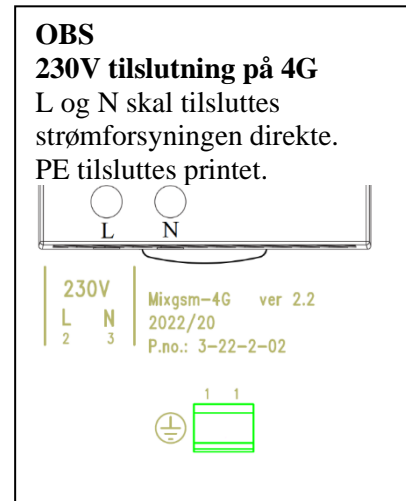 OBS
230V tilslutning på 4G
L og N skal tilsluttes
strømforsyningen direkte.
PE tilsluttes printet.
L N
230V
L N
2 3
Mixgsm-4G ver 2.2
2022/20
P.no.: 3-22-2-02
1 1